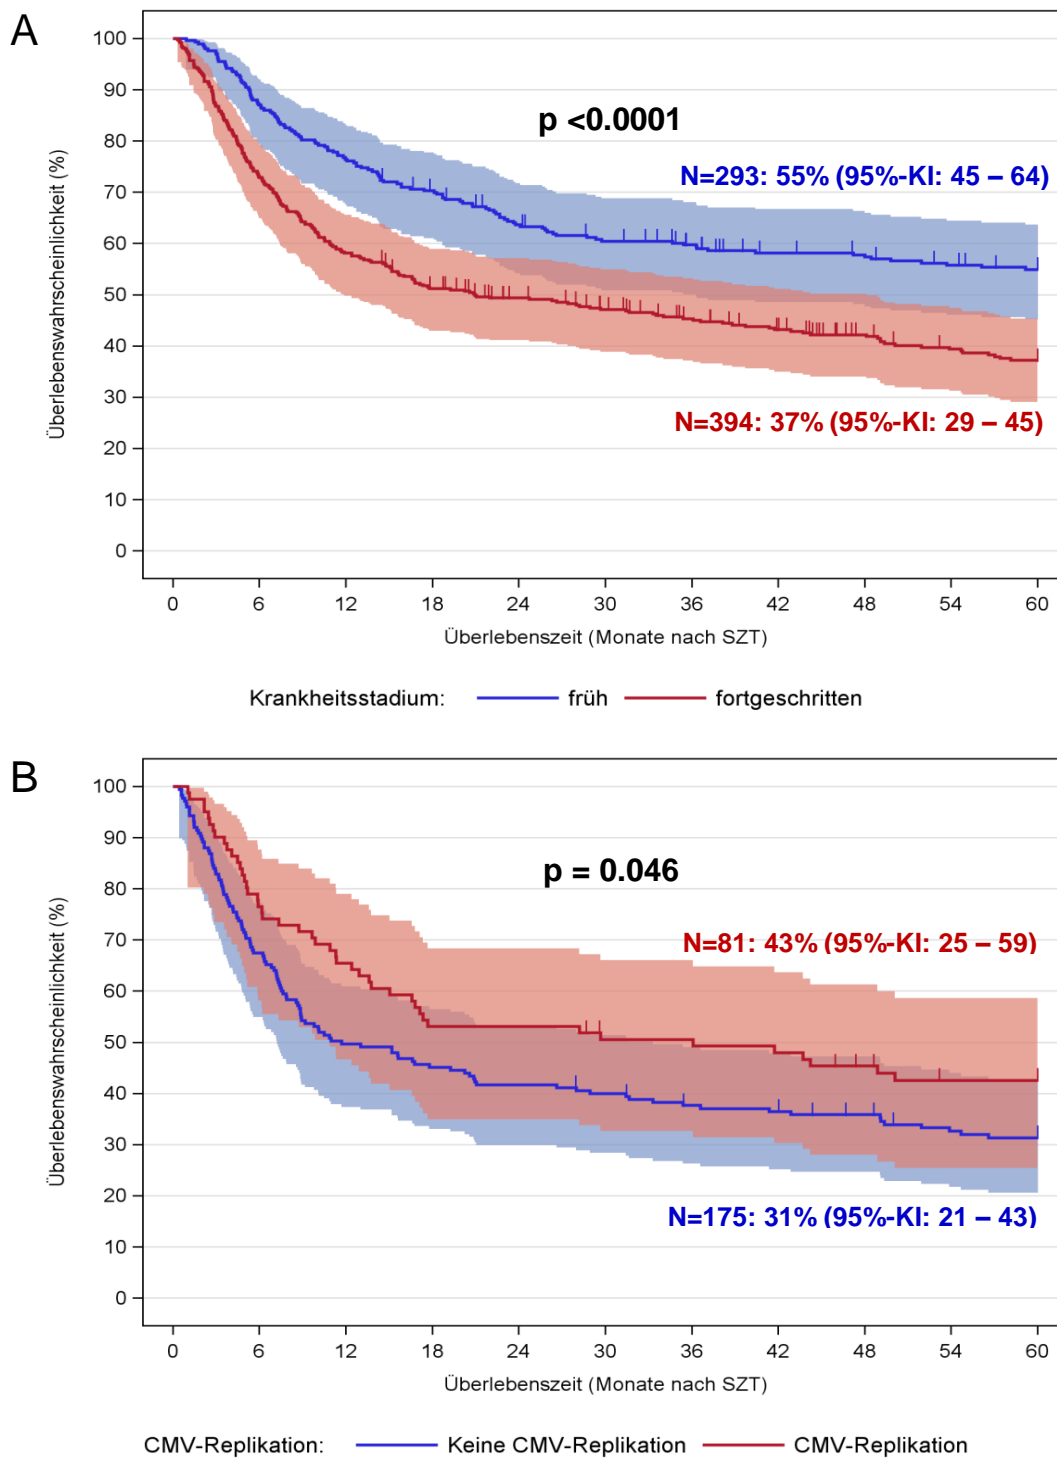 A
100
90
80
70
60
50
40
30
20
10
0
Überlebenswahrscheinlichkeit (%)
p <0.0001
N=293: 55% (95%-KI: 45 – 64)
N=394: 37% (95%-KI: 29 – 45)
0 6 12 18 24 30 36 42 48 54 60
Überlebenszeit (Monate nach SZT)
Krankheitsstadium: früh fortgeschritten
B
100
90
80
70
60
50
40
30
20
10
0
Überlebenswahrscheinlichkeit (%)
p = 0.046
N=81: 43% (95%-KI: 25 – 59)
N=175: 31% (95%-KI: 21 – 43)
0 6 12 18 24 30 36 42 48 54 60
Überlebenszeit (Monate nach SZT)
CMV-Replikation: Keine CMV-Replikation CMV-Replikation